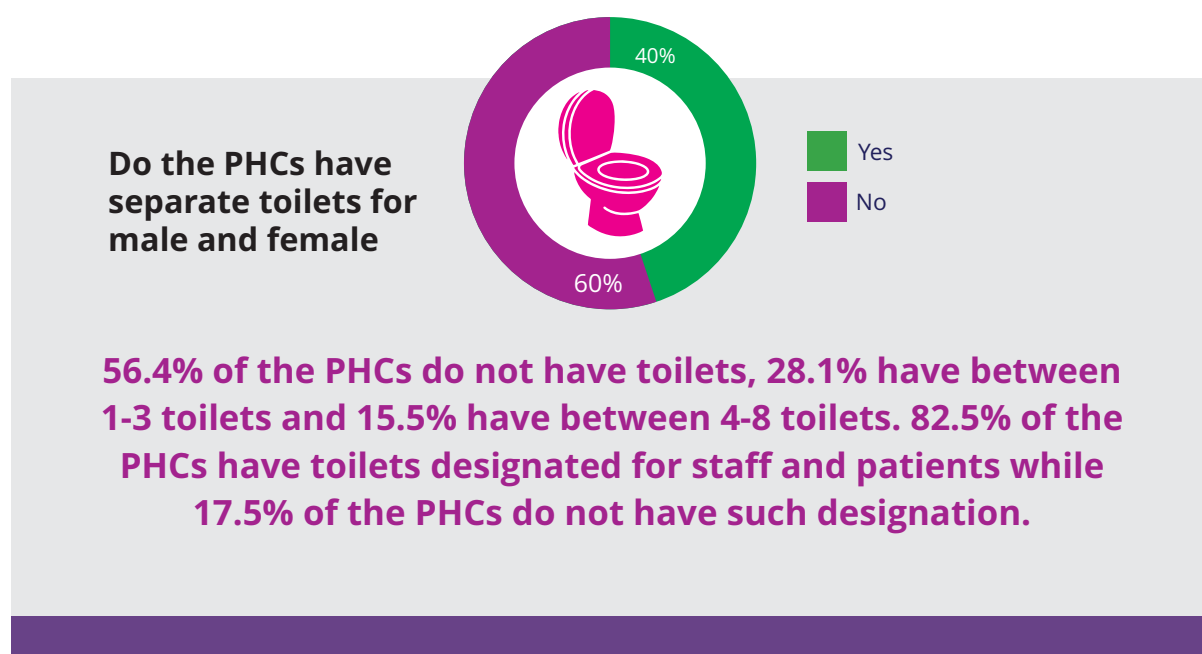 40%
Do the PHCs have
separate toilets for
male and female
Yes
No
60%
56.4% of the PHCs do not have toilets, 28.1% have between
1-3 toilets and 15.5% have between 4-8 toilets. 82.5% of the
PHCs have toilets designated for staff and patients while
17.5% of the PHCs do not have such designation.